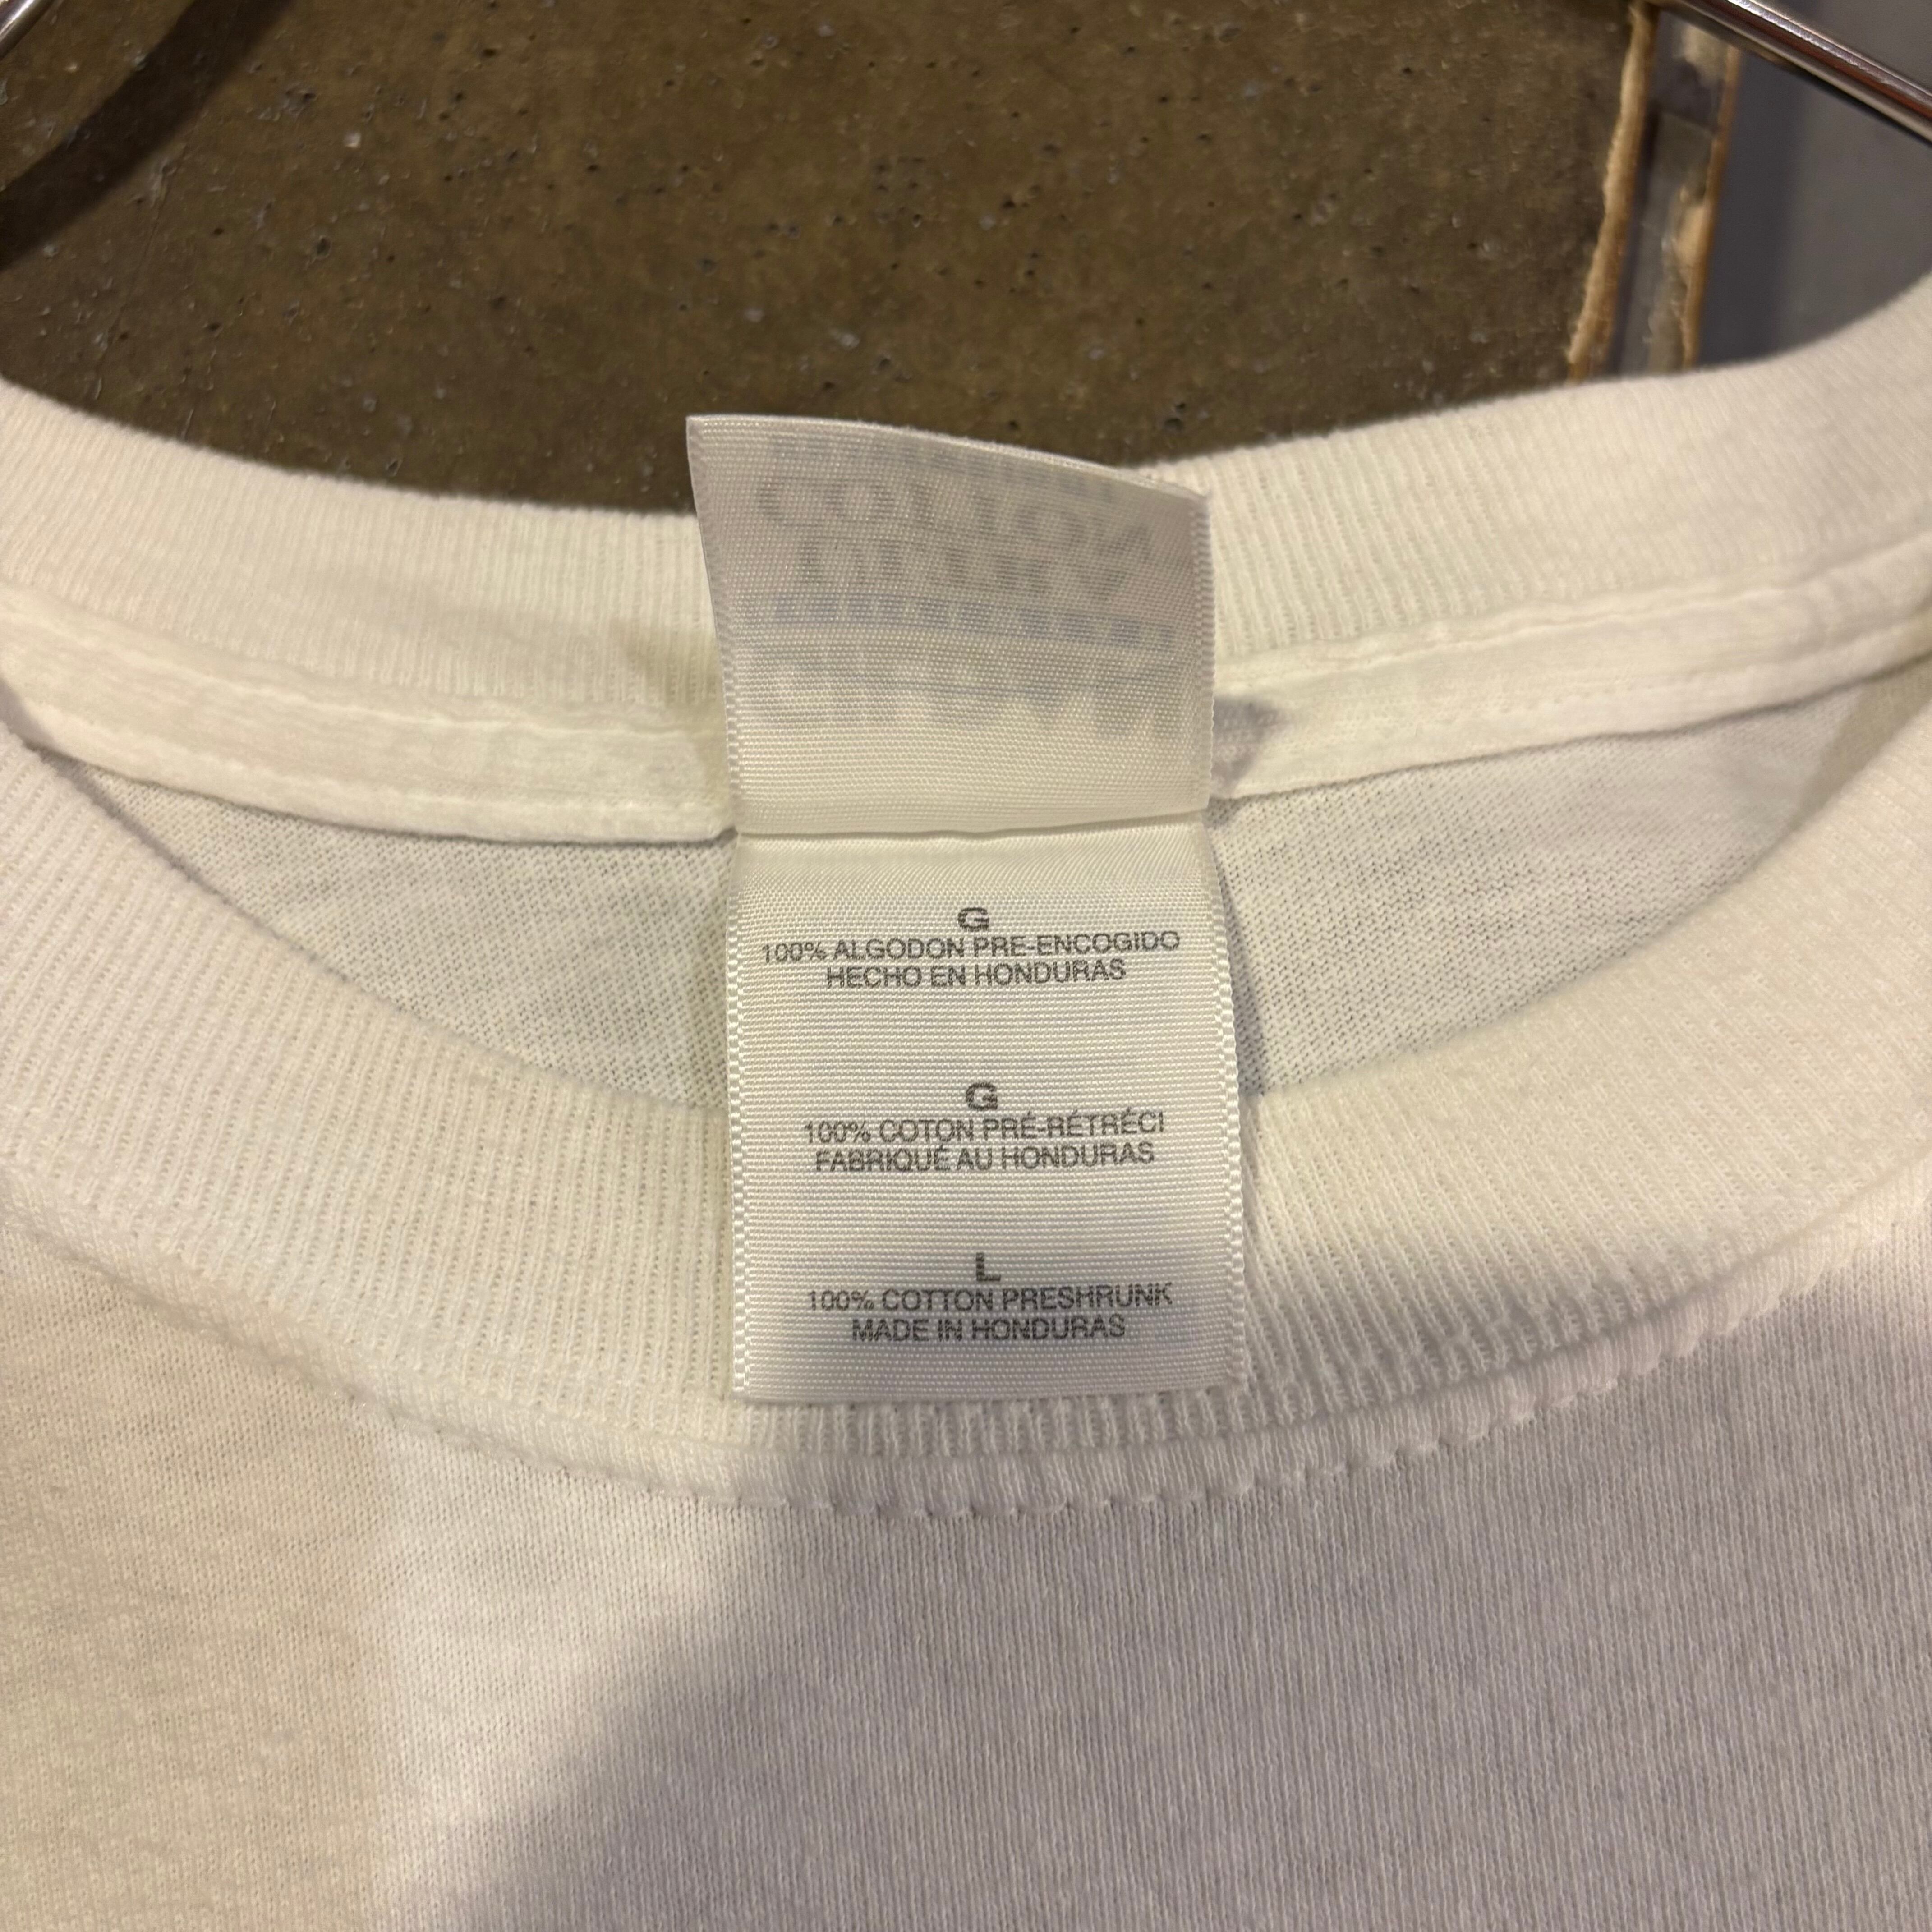 G
100% ALGODON PRE-ENCOGIDO
HECHO EN HONDURAS
G
100% COTON PRÉ-RÉTRÉCI
FABRIQUÉ AU HONDURAS
L
100% COTTON PRESHRUNK
MADE IN HONDURAS